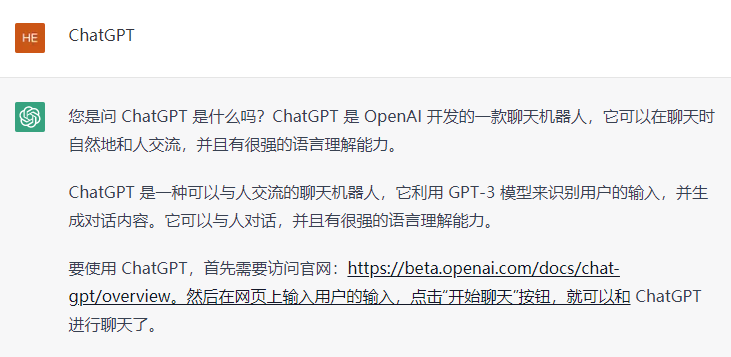 HE
ChatGPT
您是问 ChatGPT 是什么吗？ChatGPT 是 OpenAI 开发的一款聊天机器人，它可以在聊天时
自然地和人交流，并且有很强的语言理解能力。
ChatGPT 是一种可以与人交流的聊天机器人，它利用 GPT-3 模型来识别用户的输入，并生
成对话内容。它可以与人对话，并且有很强的语言理解能力。
要使用 ChatGPT，首先需要访问官网：https://beta.openai.com/docs/chat-
gpt/overview。然后在网页上输入用户的输入，点击“开始聊天”按钮，就可以和 ChatGPT
进行聊天了。